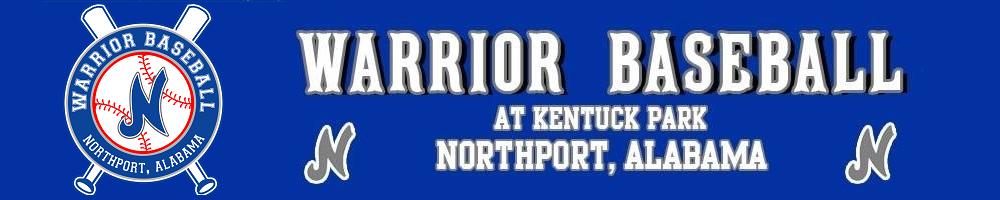 WARRIOR BASEBALL
N
NORTHPORT, ALABAMA
WARRIOR BASEBALL
AT KENTUCK PARK
NORTHPORT, ALABAMA
N
N